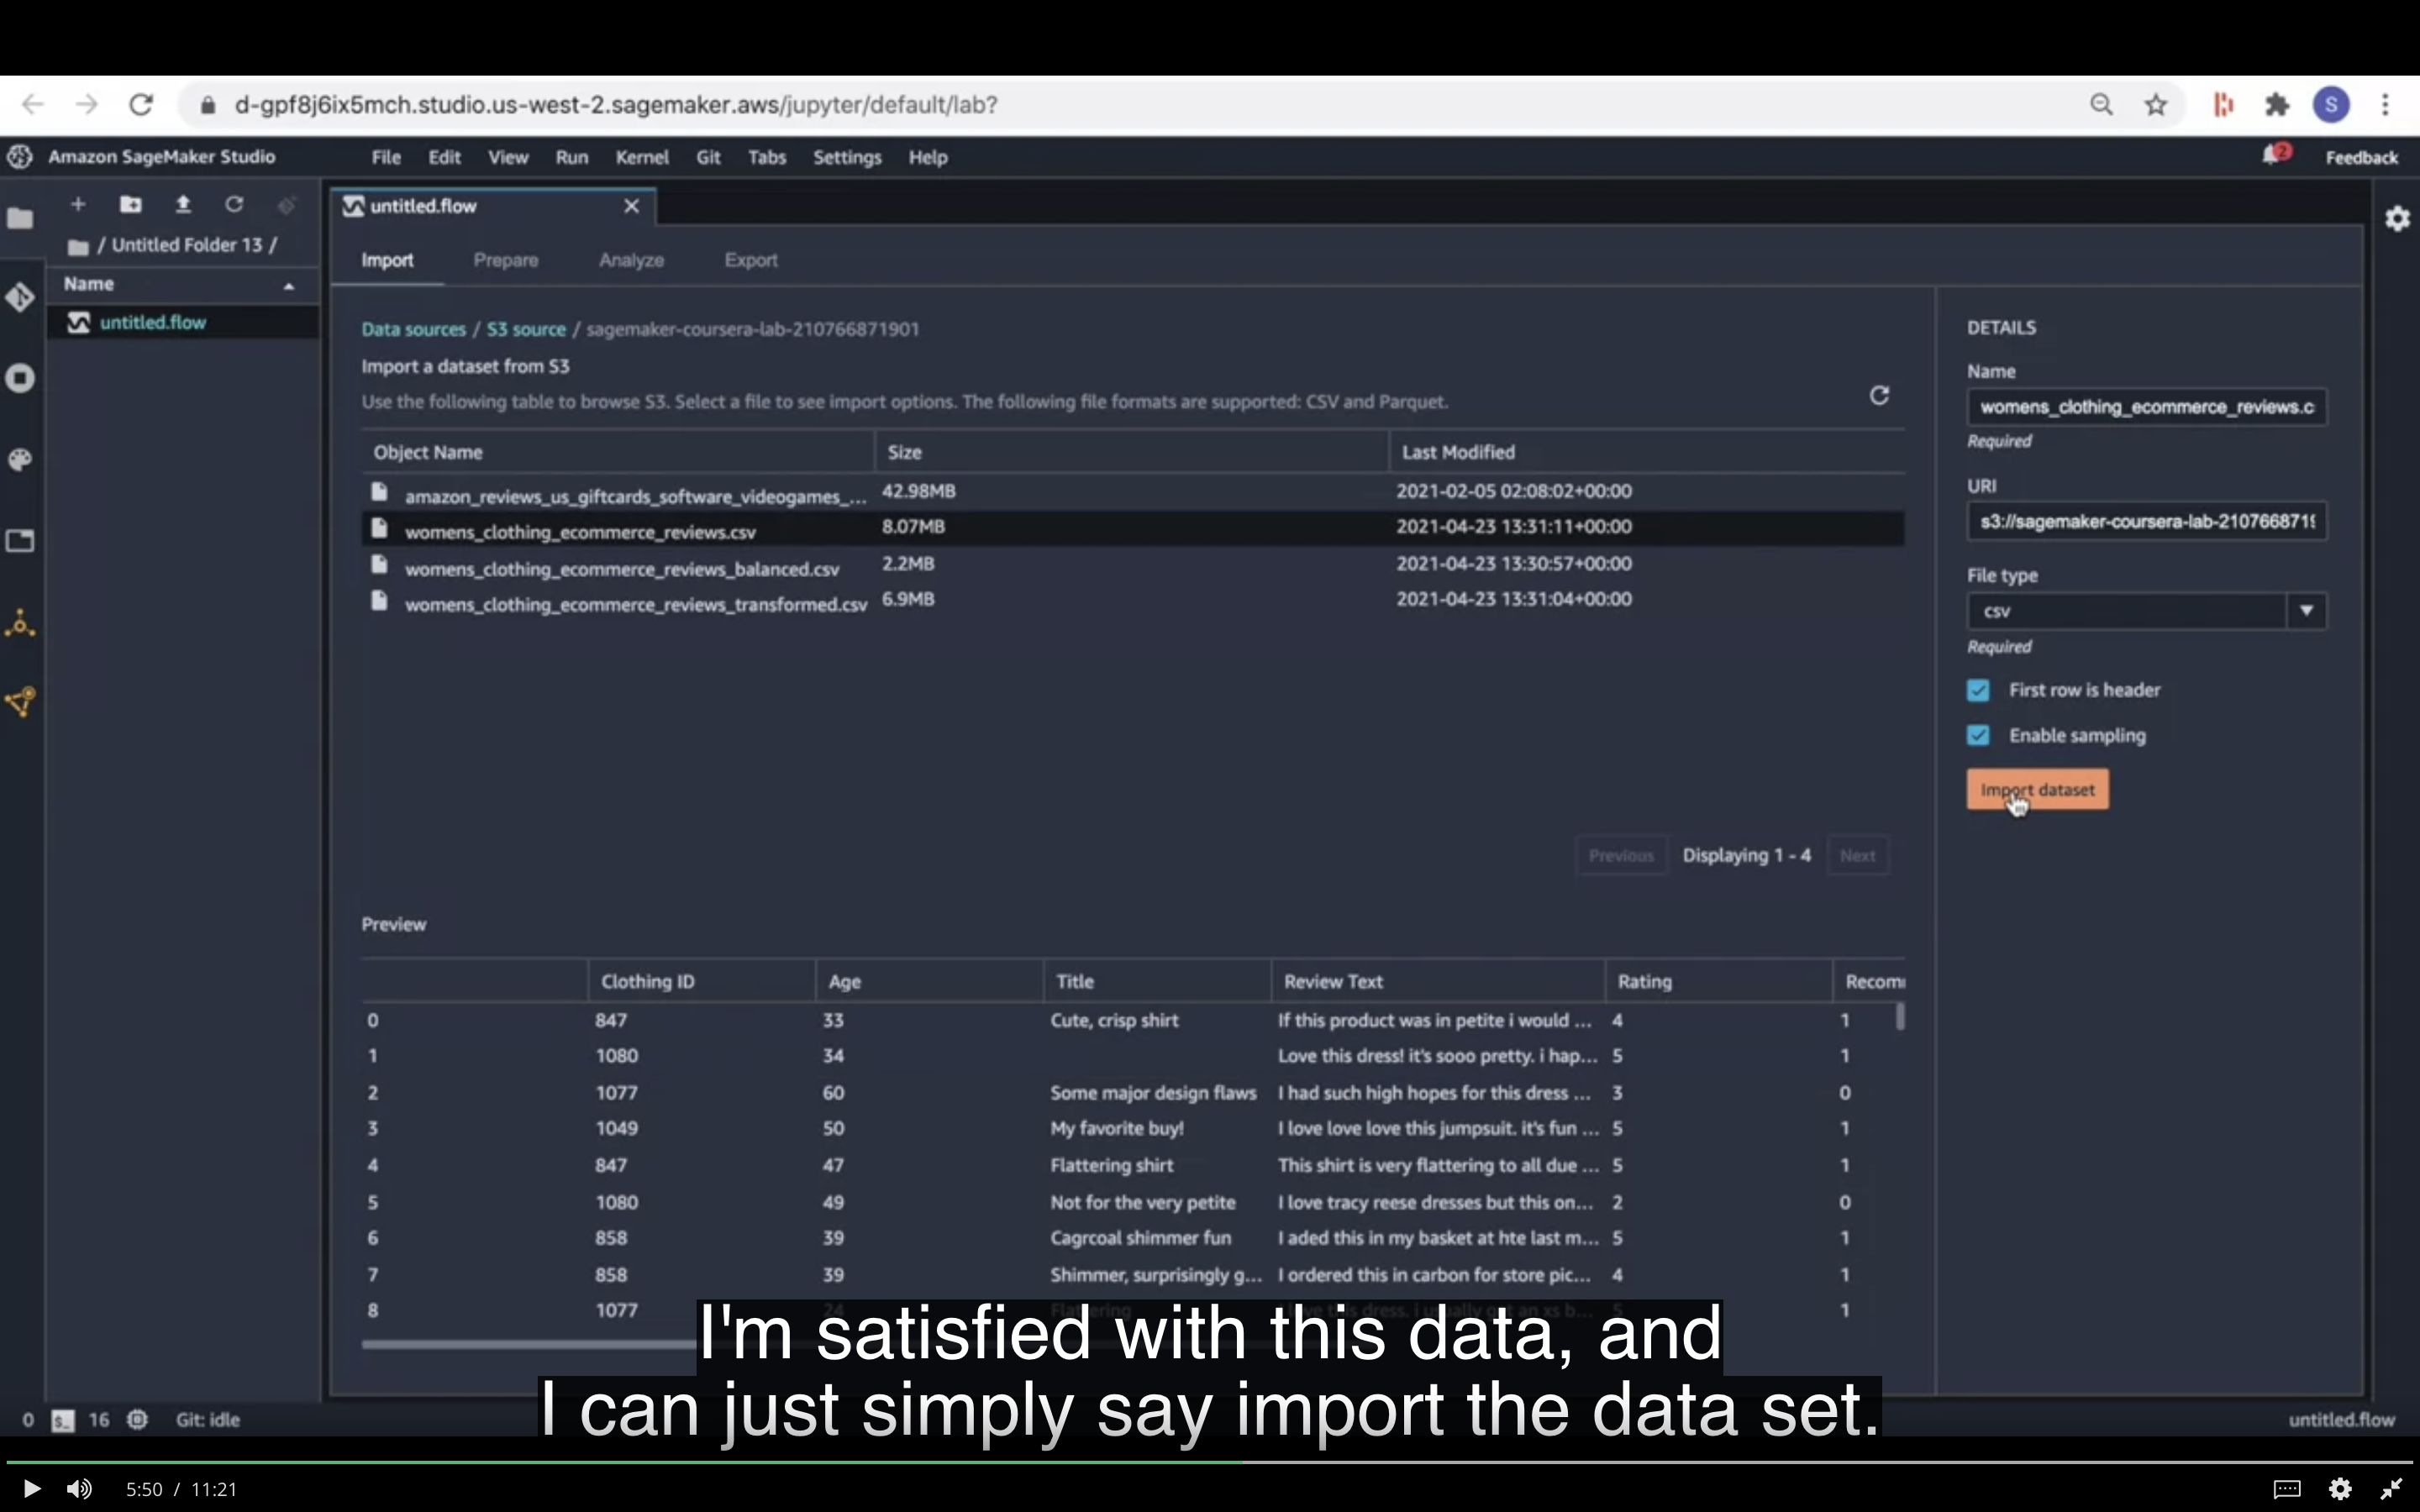 d-gpf8j6ix5mch.studio.us-west-2.sagemaker.aws/jupyter/default/lab?
S
Amazon SageMaker Studio File Edit View Run Kernel Git Tabs Settings Help 2 Feedback
/ Untitled Folder 13 /
Name
untitled.flow
untitled.flow
Import Prepare Analyze Export
Data sources / S3 source / sagemaker-coursera-lab-210766871901
Import a dataset from S3
Use the following table to browse S3. Select a file to see import options. The following file formats are supported: CSV and Parquet.
Object Name Size Last Modified
amazon_reviews_us_giftcards_software_videogames_... 42.98MB 2021-02-05 02:08:02+00:00
womens_clothing_ecommerce_reviews.csv 8.07MB 2021-04-23 13:31:11+00:00
womens_clothing_ecommerce_reviews_balanced.csv 2.2MB 2021-04-23 13:30:57+00:00
womens_clothing_ecommerce_reviews_transformed.csv 6.9MB 2021-04-23 13:31:04+00:00
Previous Displaying 1 - 4 Next
DETAILS
Name
womens_clothing_ecommerce_reviews.c
Required
URI
s3://sagemaker-coursera-lab-210766871
File type
csv
Required
First row is header
Enable sampling
Import dataset
Preview
Clothing ID Age Title Review Text Rating Recom
0 847 33 Cute, crisp shirt If this product was in petite i would ... 4 1
1 1080 34 Love this dress! it's sooo pretty. i hap... 5 1
2 1077 60 Some major design flaws I had such high hopes for this dress ... 3 0
3 1049 50 My favorite buy! I love love love this jumpsuit. it's fun ... 5 1
4 847 47 Flattering shirt This shirt is very flattering to all due ... 5 1
5 1080 49 Not for the very petite I love tracy reese dresses but this on... 2 0
6 858 39 Cagrcoal shimmer fun I aded this in my basket at hte last m... 5 1
7 858 39 Shimmer, surprisingly g... I ordered this in carbon for store pic... 4 1
8 1077 24 Flattering I love this dress. i usually get an xs b... 5 1
I'm satisfied with this data, and
I can just simply say import the data set.
0 $_ 16 Git: idle untitled.flow
5:50 / 11:21